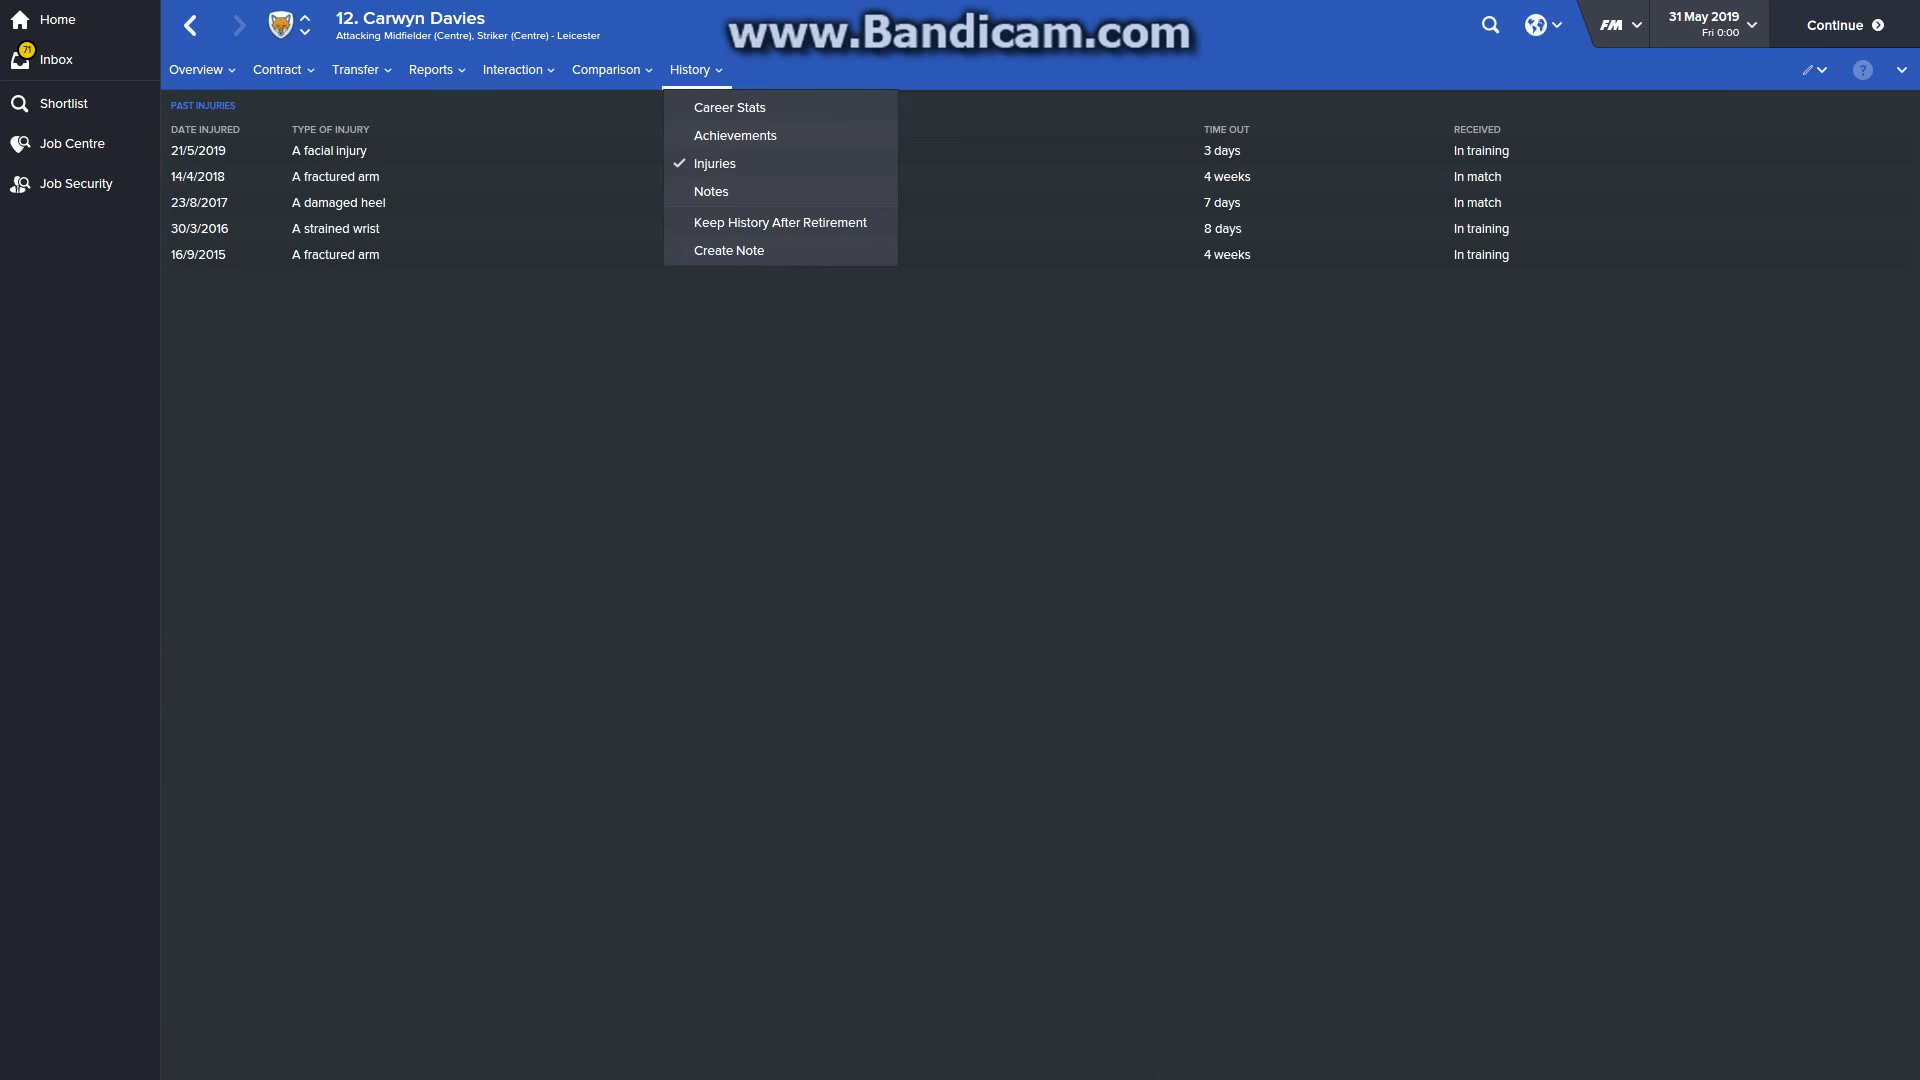 Home
71
Inbox
Shortlist
Job Centre
Job Security
12. Carwyn Davies
Attacking Midfielder (Centre), Striker (Centre) - Leicester
www.Bandicam.com
FM
31 May 2019
Fri 0:00
Continue
Overview Contract Transfer Reports Interaction Comparison History
?
Career Stats
Achievements
Injuries
Notes
Keep History After Retirement
Create Note
PAST INJURIES
DATE INJURED TYPE OF INJURY TIME OUT RECEIVED
21/5/2019 A facial injury 3 days In training
14/4/2018 A fractured arm 4 weeks In match
23/8/2017 A damaged heel 7 days In match
30/3/2016 A strained wrist 8 days In training
16/9/2015 A fractured arm 4 weeks In training